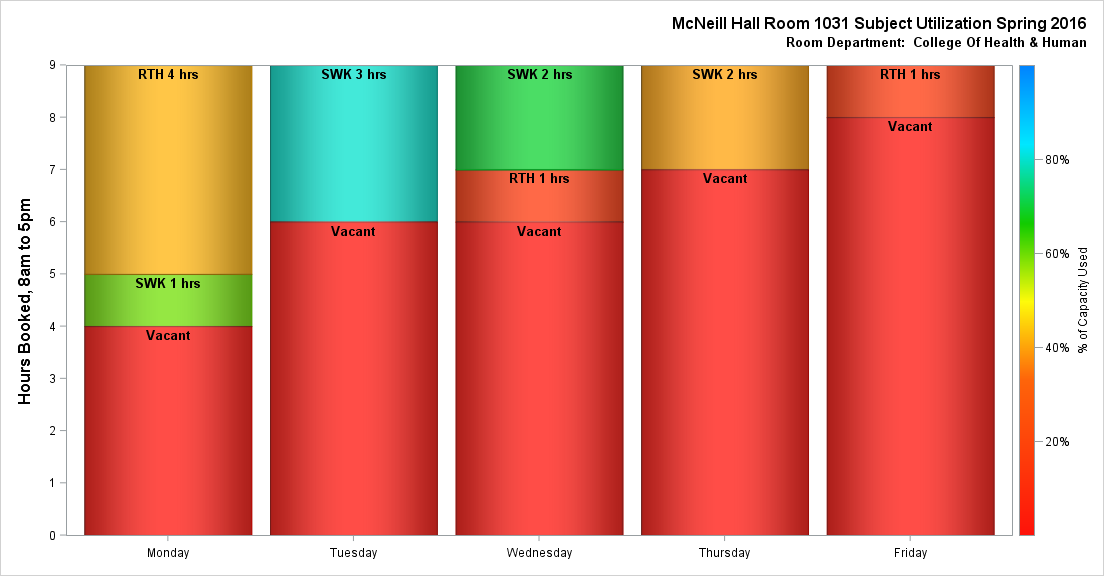 McNeill Hall Room 1031 Subject Utilization Spring 2016
Room Department: College Of Health & Human
Hours Booked, 8am to 5pm
9
8
7
6
5
4
3
2
1
0
RTH 4 hrs
SWK 1 hrs
Vacant
SWK 3 hrs
Vacant
SWK 2 hrs
RTH 1 hrs
Vacant
SWK 2 hrs
Vacant
RTH 1 hrs
Vacant
Monday
Tuesday
Wednesday
Thursday
Friday
80%
60%
40%
20%
% of Capacity Used